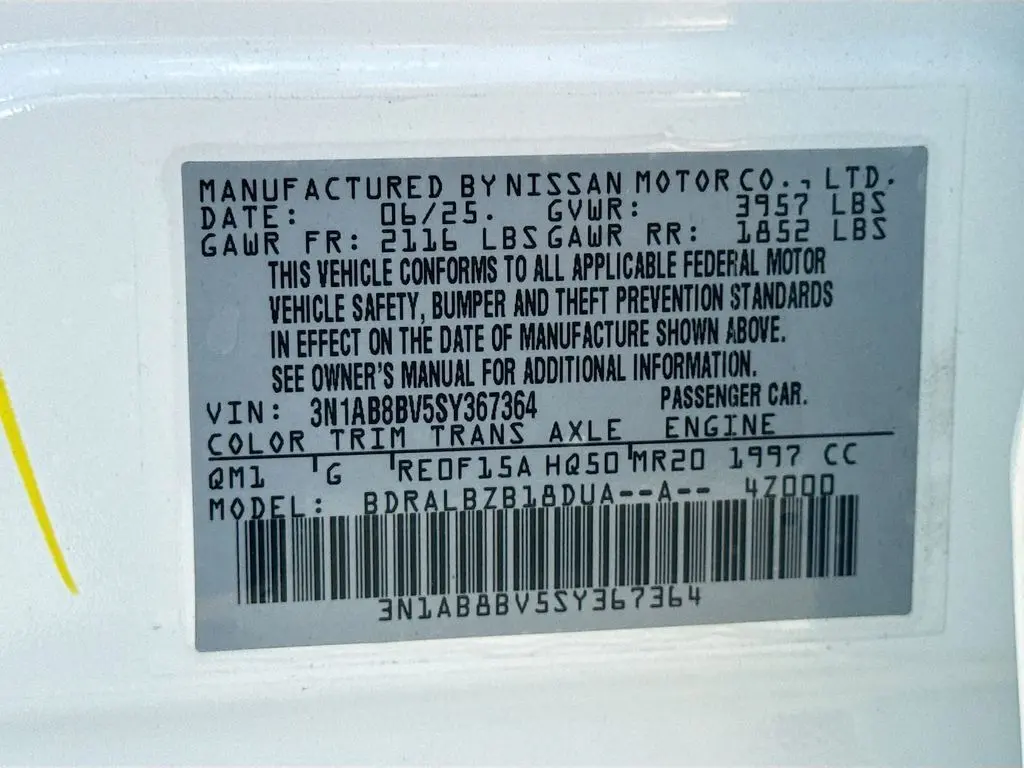 MANUFACTURED BY NISSAN MOTOR CO., LTD.
DATE: 06/25. GVWR: 3957 LBS
GAWR FR: 2116 LBS GAWR RR: 1852 LBS
THIS VEHICLE CONFORMS TO ALL APPLICABLE FEDERAL MOTOR
VEHICLE SAFETY, BUMPER AND THEFT PREVENTION STANDARDS
IN EFFECT ON THE DATE OF MANUFACTURE SHOWN ABOVE.
SEE OWNER'S MANUAL FOR ADDITIONAL INFORMATION.
VIN: 3N1AB8BV5SY367364 PASSENGER CAR.
COLOR TRIM TRANS AXLE ENGINE
QM1 G RE0F15A HQ50 MR20 1997 CC
MODEL: BDRALBZB18DUA--A-- 4Z000
3N1AB8BV5SY367364